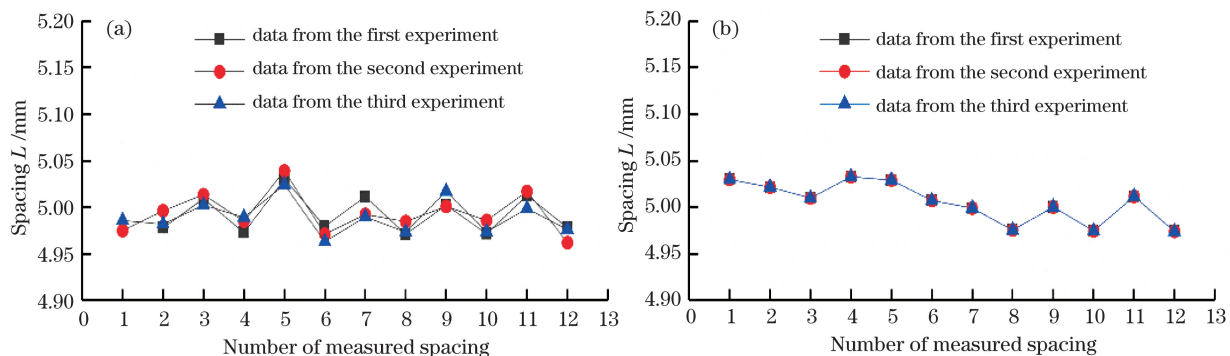 (a)
data from the first experiment
data from the second experiment
data from the third experiment
5.20
5.15
5.10
5.05
5.00
4.95
4.90
Spacing L /mm
0 1 2 3 4 5 6 7 8 9 10 11 12 13
Number of measured spacing
(b)
data from the first experiment
data from the second experiment
data from the third experiment
5.20
5.15
5.10
5.05
5.00
4.95
4.90
Spacing L /mm
0 1 2 3 4 5 6 7 8 9 10 11 12 13
Number of measured spacing